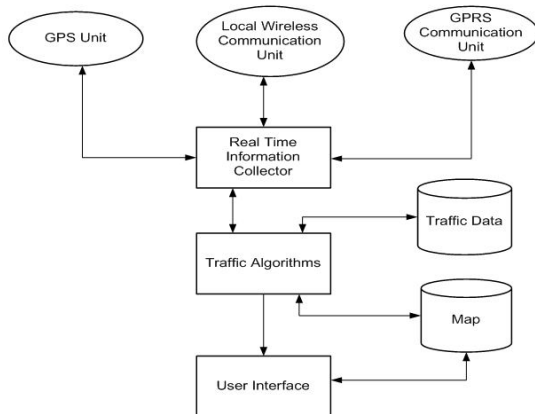 GPS Unit
Local Wireless
Communication
Unit
GPRS
Communication
Unit
Real Time
Information
Collector
Traffic Data
Traffic Algorithms
Map
User Interface